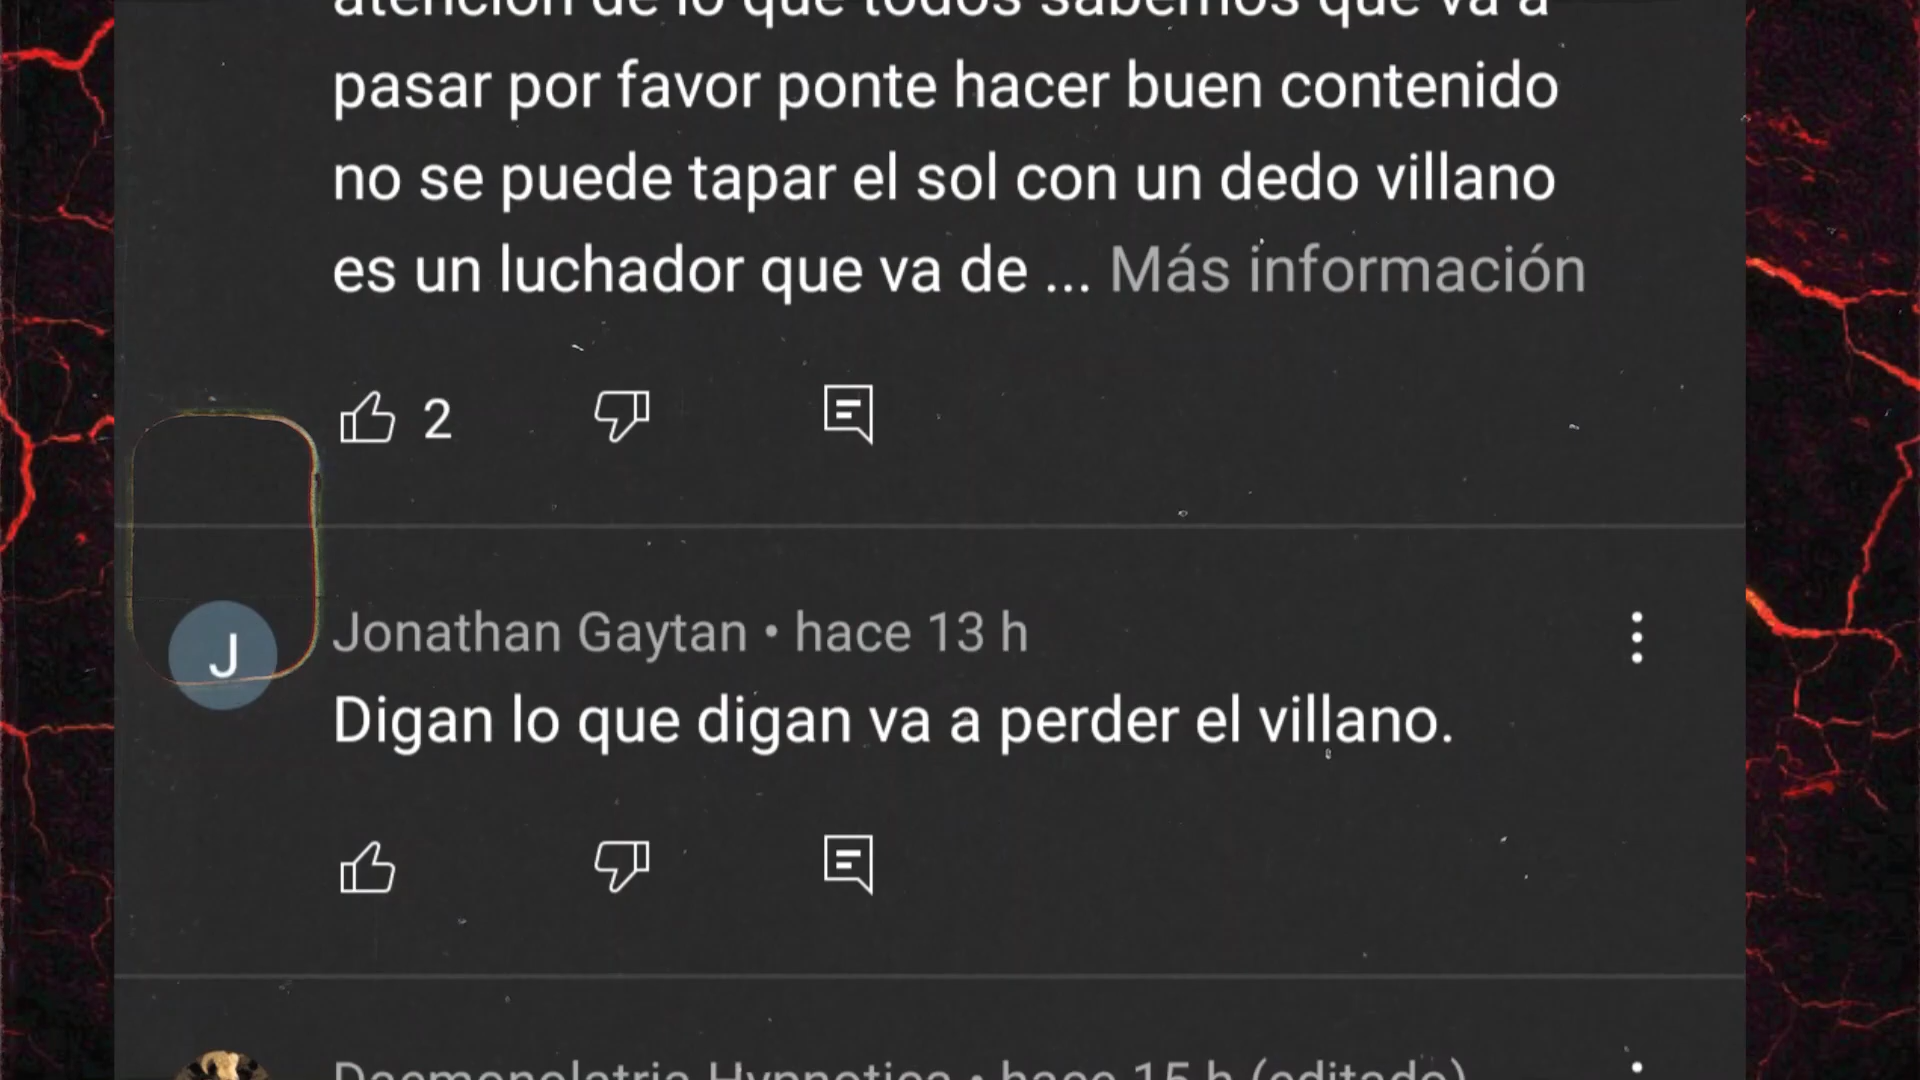 atención de lo que todos sabemos que va a
pasar por favor ponte hacer buen contenido
no se puede tapar el sol con un dedo villano
es un luchador que va de ... Más información
2
J
Jonathan Gaytan • hace 13 h
Digan lo que digan va a perder el villano.
Daemonolatria Hypnotica • hace 15 h (editado)